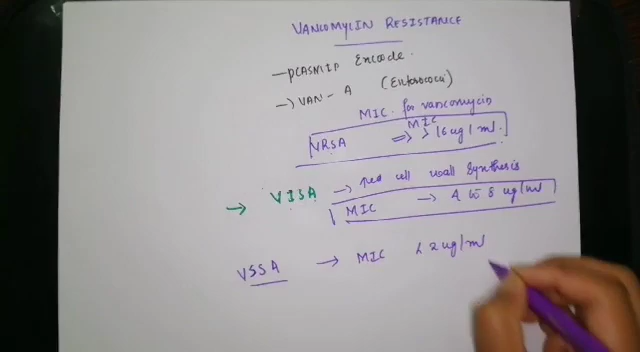 VANCOMYCIN RESISTANCE
— PLASMID Encode.
→ VAN - A (Enterococci)
MIC for vancomycin
VRSA ⇒ MIC > 16 ug / ml.
→ VISA → ned cell wall Synthesis
MIC → 4 to 8 ug / ml
VSSA → MIC < 2 ug / ml